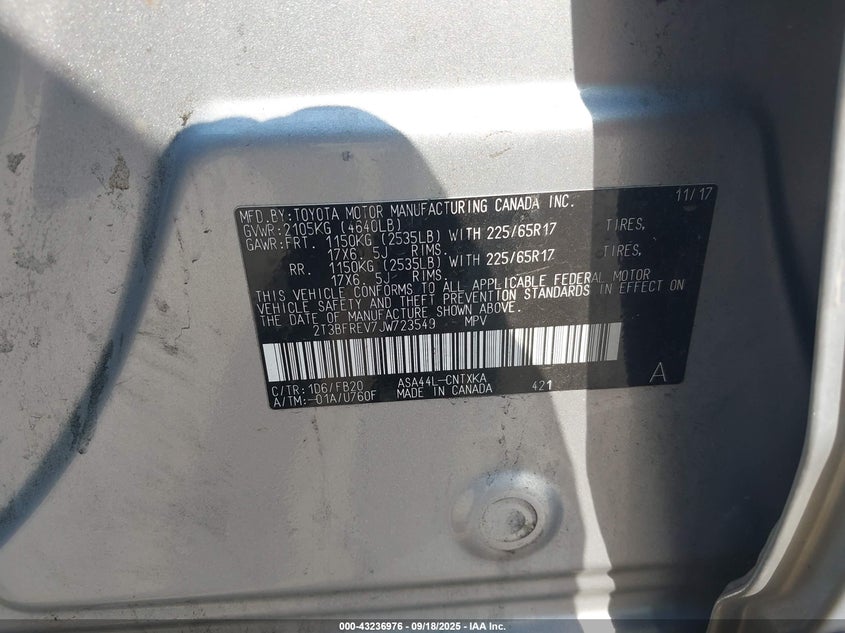 MFD.BY:TOYOTA MOTOR MANUFACTURING CANADA INC. 11/17
GVWR:2105KG (4640LB)
GAWR:FRT. 1150KG (2535LB) WITH 225/65R17 TIRES,
17X6. 5J RIMS.
RR. 1150KG (2535LB) WITH 225/65R17 TIRES,
17X6. 5J RIMS.
THIS VEHICLE CONFORMS TO ALL APPLICABLE FEDERAL MOTOR
VEHICLE SAFETY AND THEFT PREVENTION STANDARDS IN EFFECT ON
THE DATE OF MANUFACTURE SHOWN ABOVE.
2T3BFREV7JW723549 MPV
C/TR:1D6/FB20 ASA44L-CNTXKA 421 A
A/TM:-01A/U760F MADE IN CANADA
000-43236976 - 09/18/2025 - IAA Inc.